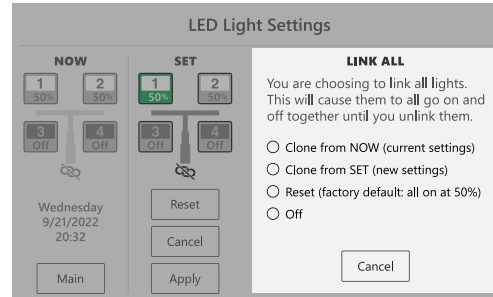 LED Light Settings
NOW
1
50%
2
50%
3
Off
4
Off
Wednesday
9/21/2022
20:32
Main
SET
1
50%
2
50%
3
Off
4
Off
Reset
Cancel
Apply
LINK ALL
You are choosing to link all lights.
This will cause them to all go on and
off together until you unlink them.
Clone from NOW (current settings)
Clone from SET (new settings)
Reset (factory default: all on at 50%)
Off
Cancel